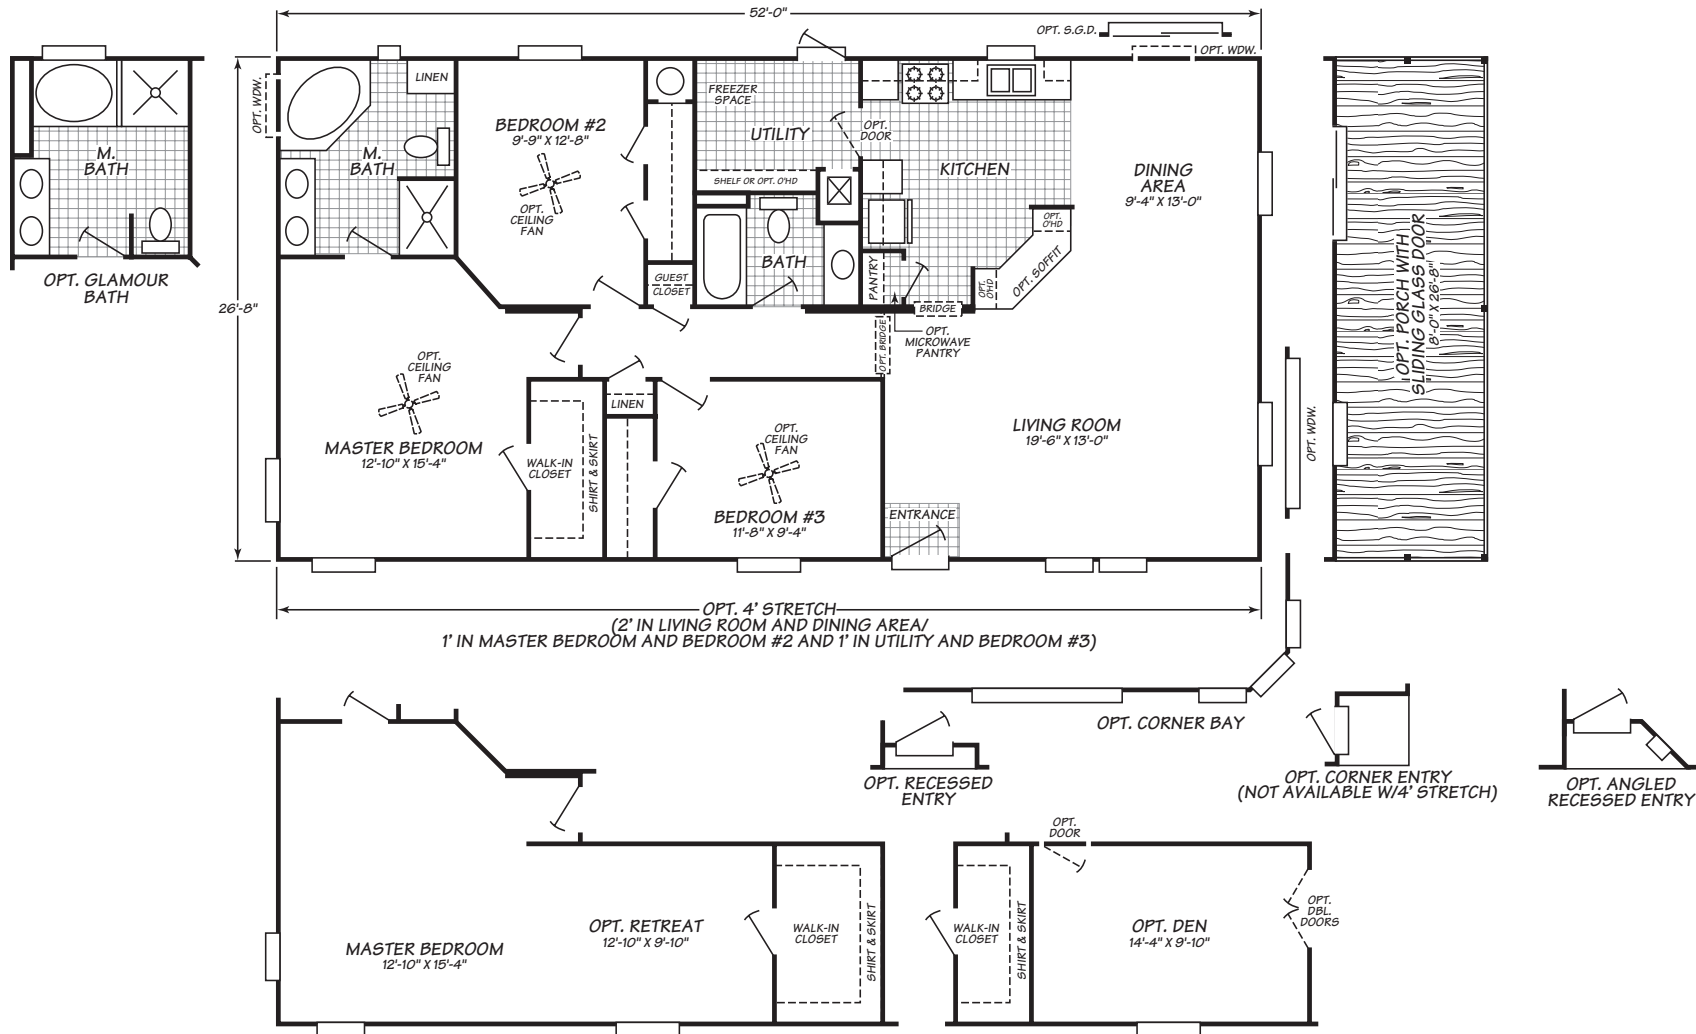 52'-0"
OPT. S.G.D.
OPT. WDW.
M.
BATH
OPT. GLAMOUR
BATH
26'-8"
OPT. WDW.
LINEN
M.
BATH
BEDROOM #2
9'-9" X 12'-8"
OPT.
CEILING
FAN
GUEST
CLOSET
FREEZER
SPACE
UTILITY
SHELF OR OPT. O'HD
OPT.
DOOR
KITCHEN
DINING
AREA
9'-4" X 13'-0"
BATH
PANTRY
OPT.
O'HD
OPT. SOFFIT
OPT.
O'HD
BRIDGE
OPT. BRIDGE
OPT.
MICROWAVE
PANTRY
OPT.
CEILING
FAN
MASTER BEDROOM
12'-10" X 15'-4"
LINEN
WALK-IN
CLOSET
SHIRT & SKIRT
OPT.
CEILING
FAN
BEDROOM #3
11'-8" X 9'-4"
ENTRANCE
LIVING ROOM
19'-6" X 13'-0"
OPT. WDW.
OPT. PORCH WITH
SLIDING GLASS DOOR
8'-0" X 26'-8"
OPT. 4' STRETCH
(2' IN LIVING ROOM AND DINING AREA/
1' IN MASTER BEDROOM AND BEDROOM #2 AND 1' IN UTILITY AND BEDROOM #3)
OPT. CORNER BAY
OPT. RECESSED
ENTRY
OPT. CORNER ENTRY
(NOT AVAILABLE W/4' STRETCH)
OPT. ANGLED
RECESSED ENTRY
MASTER BEDROOM
12'-10" X 15'-4"
OPT. RETREAT
12'-10" X 9'-10"
WALK-IN
CLOSET
SHIRT & SKIRT
WALK-IN
CLOSET
SHIRT & SKIRT
OPT.
DOOR
OPT. DEN
14'-4" X 9'-10"
OPT.
DBL.
DOORS